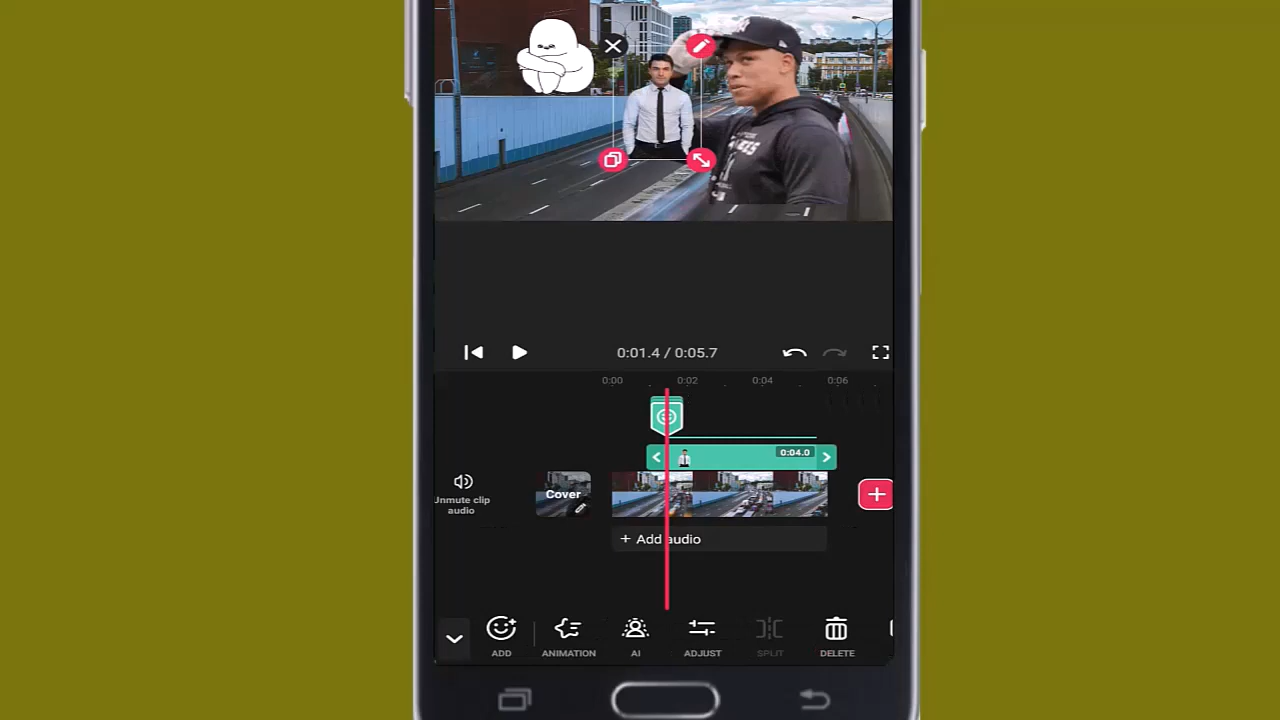 0:01.4 / 0:05.7
0:00 0:02 0:04 0:06
0:04.0
Unmute clip
audio
Cover
+ Add audio
ADD ANIMATION AI ADJUST SPLIT DELETE